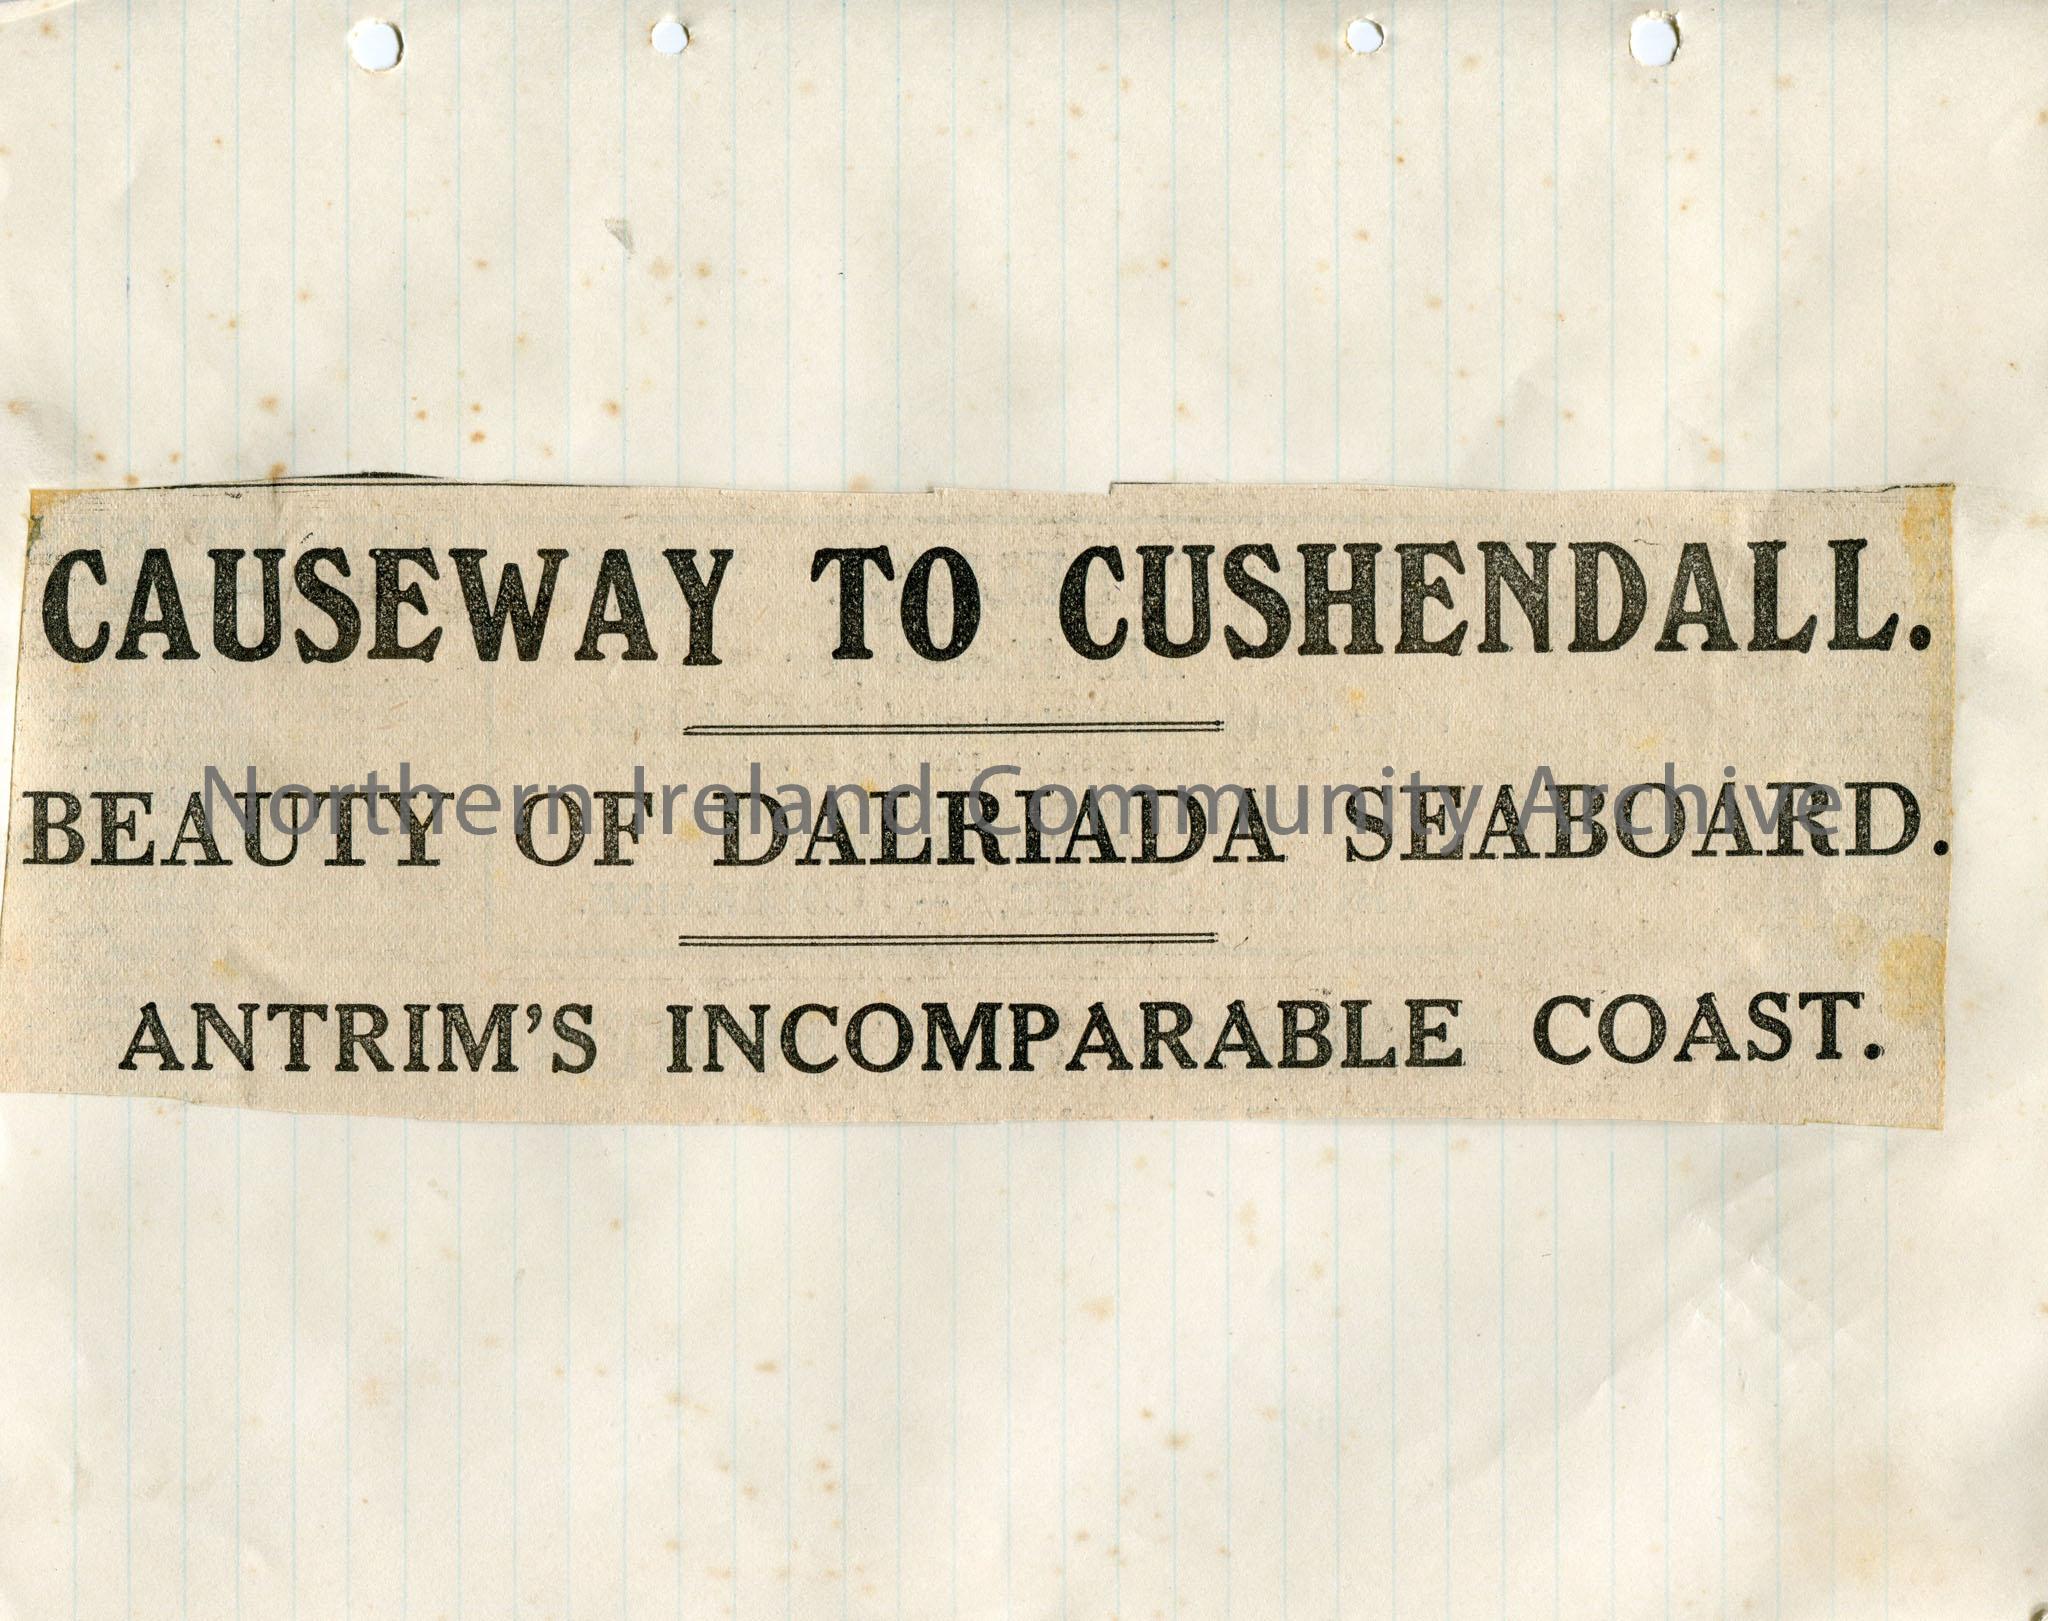 CAUSEWAY TO CUSHENDALL.
BEAUTY OF DALRIADA SEABOARD.
Northern Ireland Community Archive
ANTRIM'S INCOMPARABLE COAST.